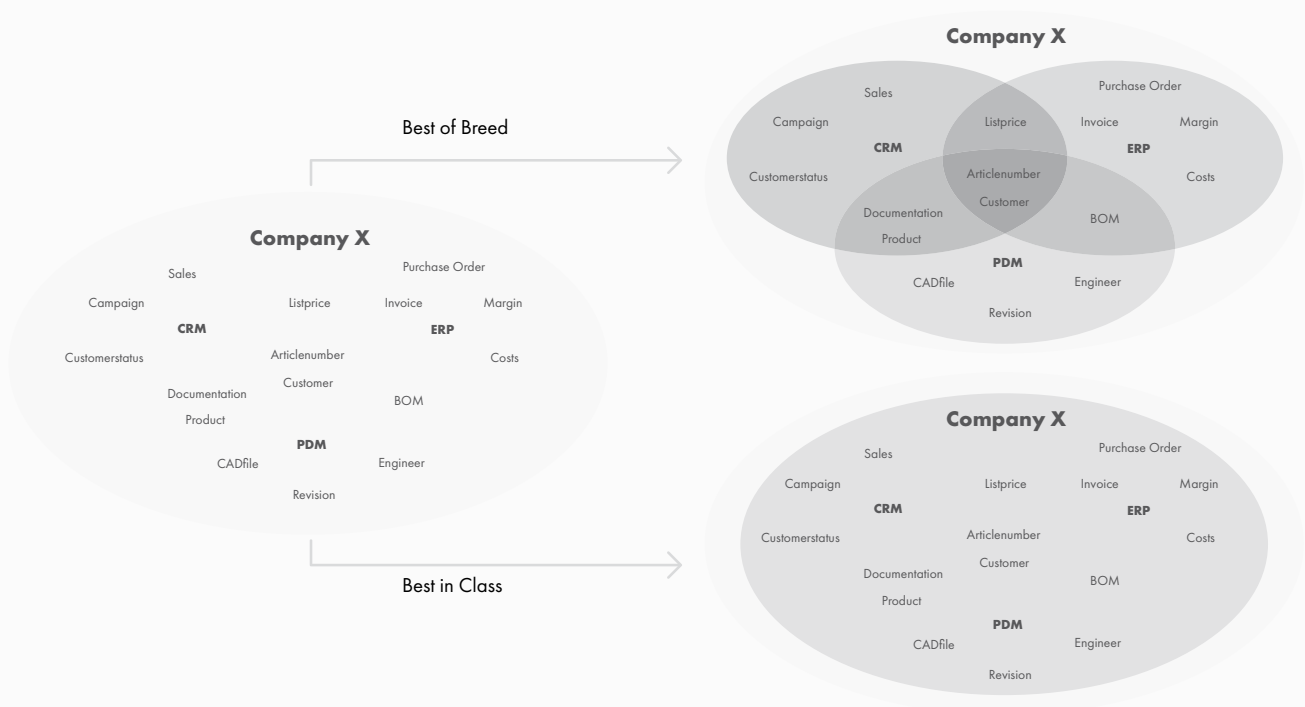 Best of Breed
Company X
Sales
Purchase Order
Campaign
Listprice
Invoice
Margin
CRM
ERP
Customerstatus
Articlenumber
Costs
Customer
Documentation
BOM
Product
PDM
CADfile
Engineer
Revision
Best in Class
Company X
Sales
Purchase Order
Campaign
Listprice
Invoice
Margin
CRM
ERP
Articlenumber
Customerstatus
Costs
Customer
Documentation
BOM
Product
PDM
CADfile
Engineer
Revision
Company X
Sales
Purchase Order
Campaign
Listprice
Invoice
Margin
CRM
ERP
Articlenumber
Customerstatus
Costs
Customer
Documentation
BOM
Product
PDM
CADfile
Engineer
Revision